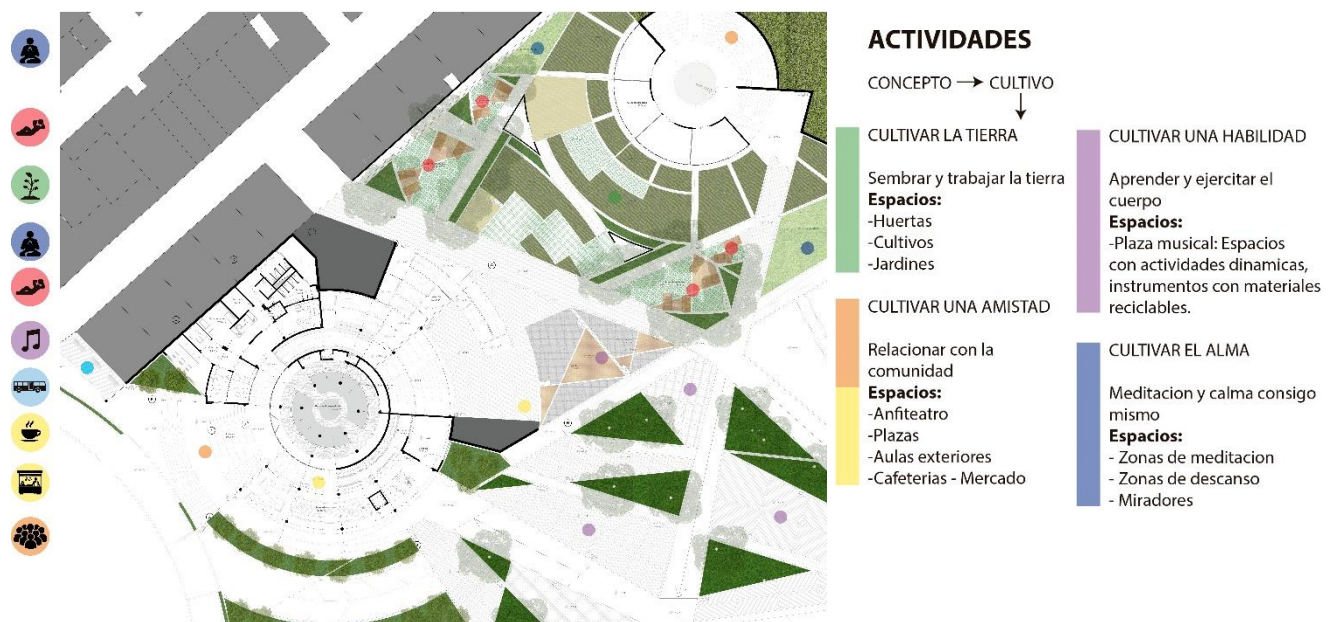 ACTIVIDADES
CONCEPTO → CULTIVO
CULTIVAR LA TIERRA
Sembrar y trabajar la tierra
Espacios:
-Huertas
-Cultivos
-Jardines
CULTIVAR UNA AMISTAD
Relacionar con la
comunidad
Espacios:
-Anfiteatro
-Plazas
-Aulas exteriores
-Cafeterias - Mercado
CULTIVAR UNA HABILIDAD
Aprender y ejercitar el
cuerpo
Espacios:
-Plaza musical: Espacios
con actividades dinamicas,
instrumentos con materiales
reciclables.
CULTIVAR EL ALMA
Meditacion y calma consigo
mismo
Espacios:
- Zonas de meditacion
- Zonas de descanso
- Miradores